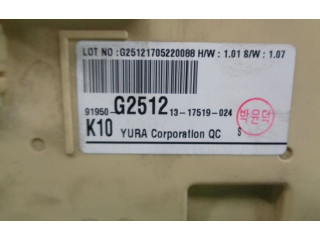 LOT NO : G25121705220088 H/W : 1.01 S/W : 1.07
91950-G2512 13-17519-024
K10 YURA Corporation QC S
박윤덕